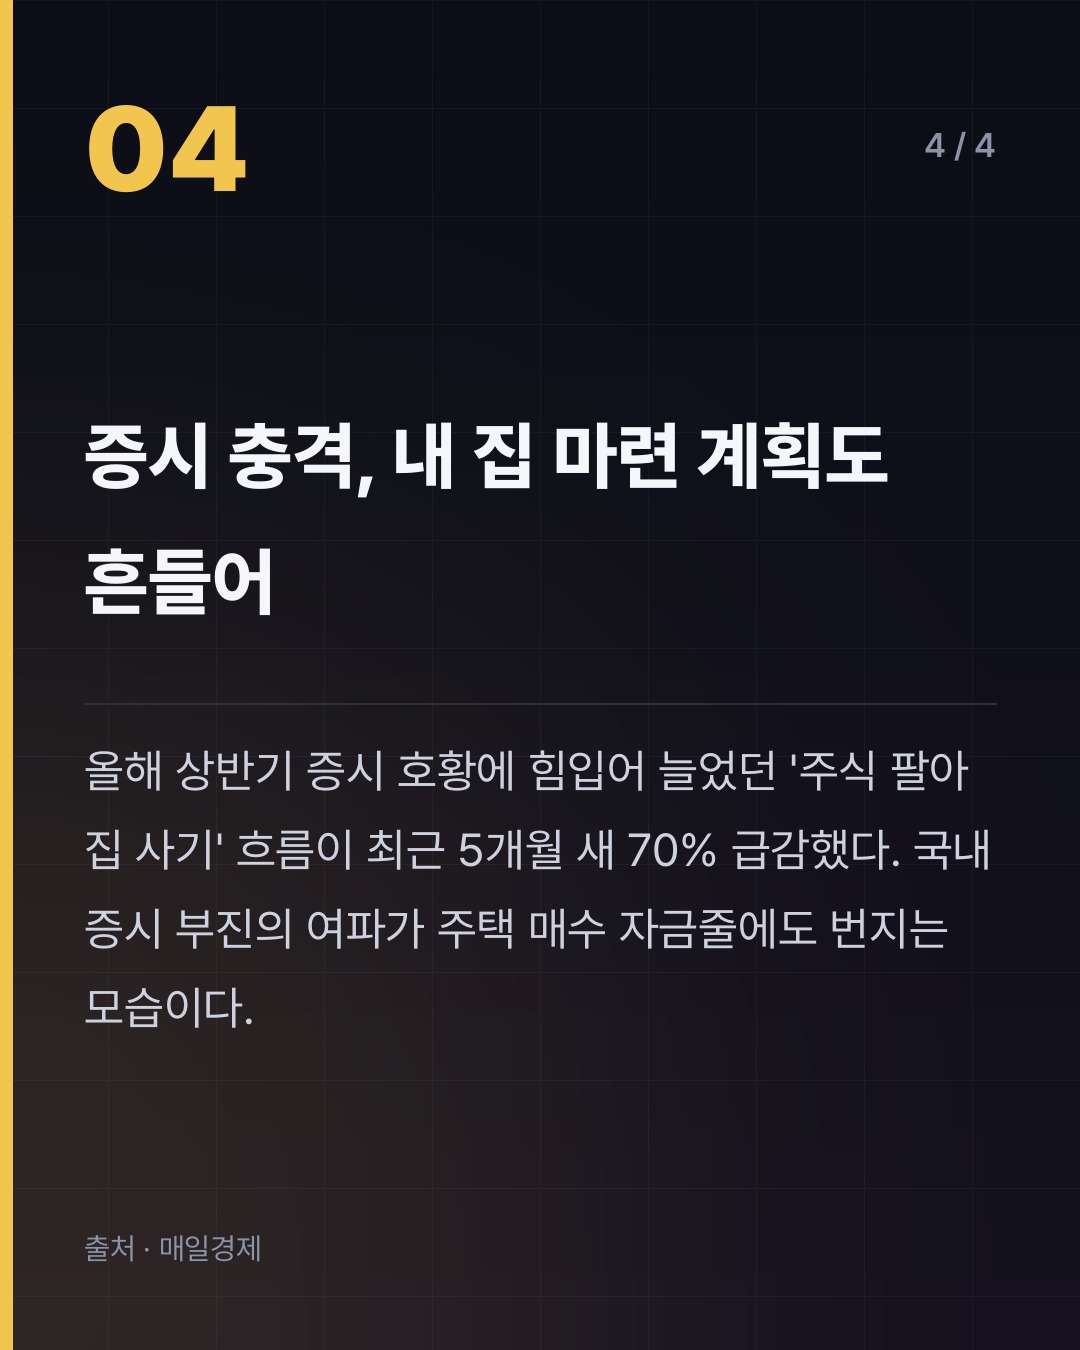 04
4 / 4
증시 충격, 내 집 마련 계획도
흔들어
올해 상반기 증시 호황에 힘입어 늘었던 '주식 팔아
집 사기' 흐름이 최근 5개월 새 70% 급감했다. 국내
증시 부진의 여파가 주택 매수 자금줄에도 번지는
모습이다.
출처 · 매일경제